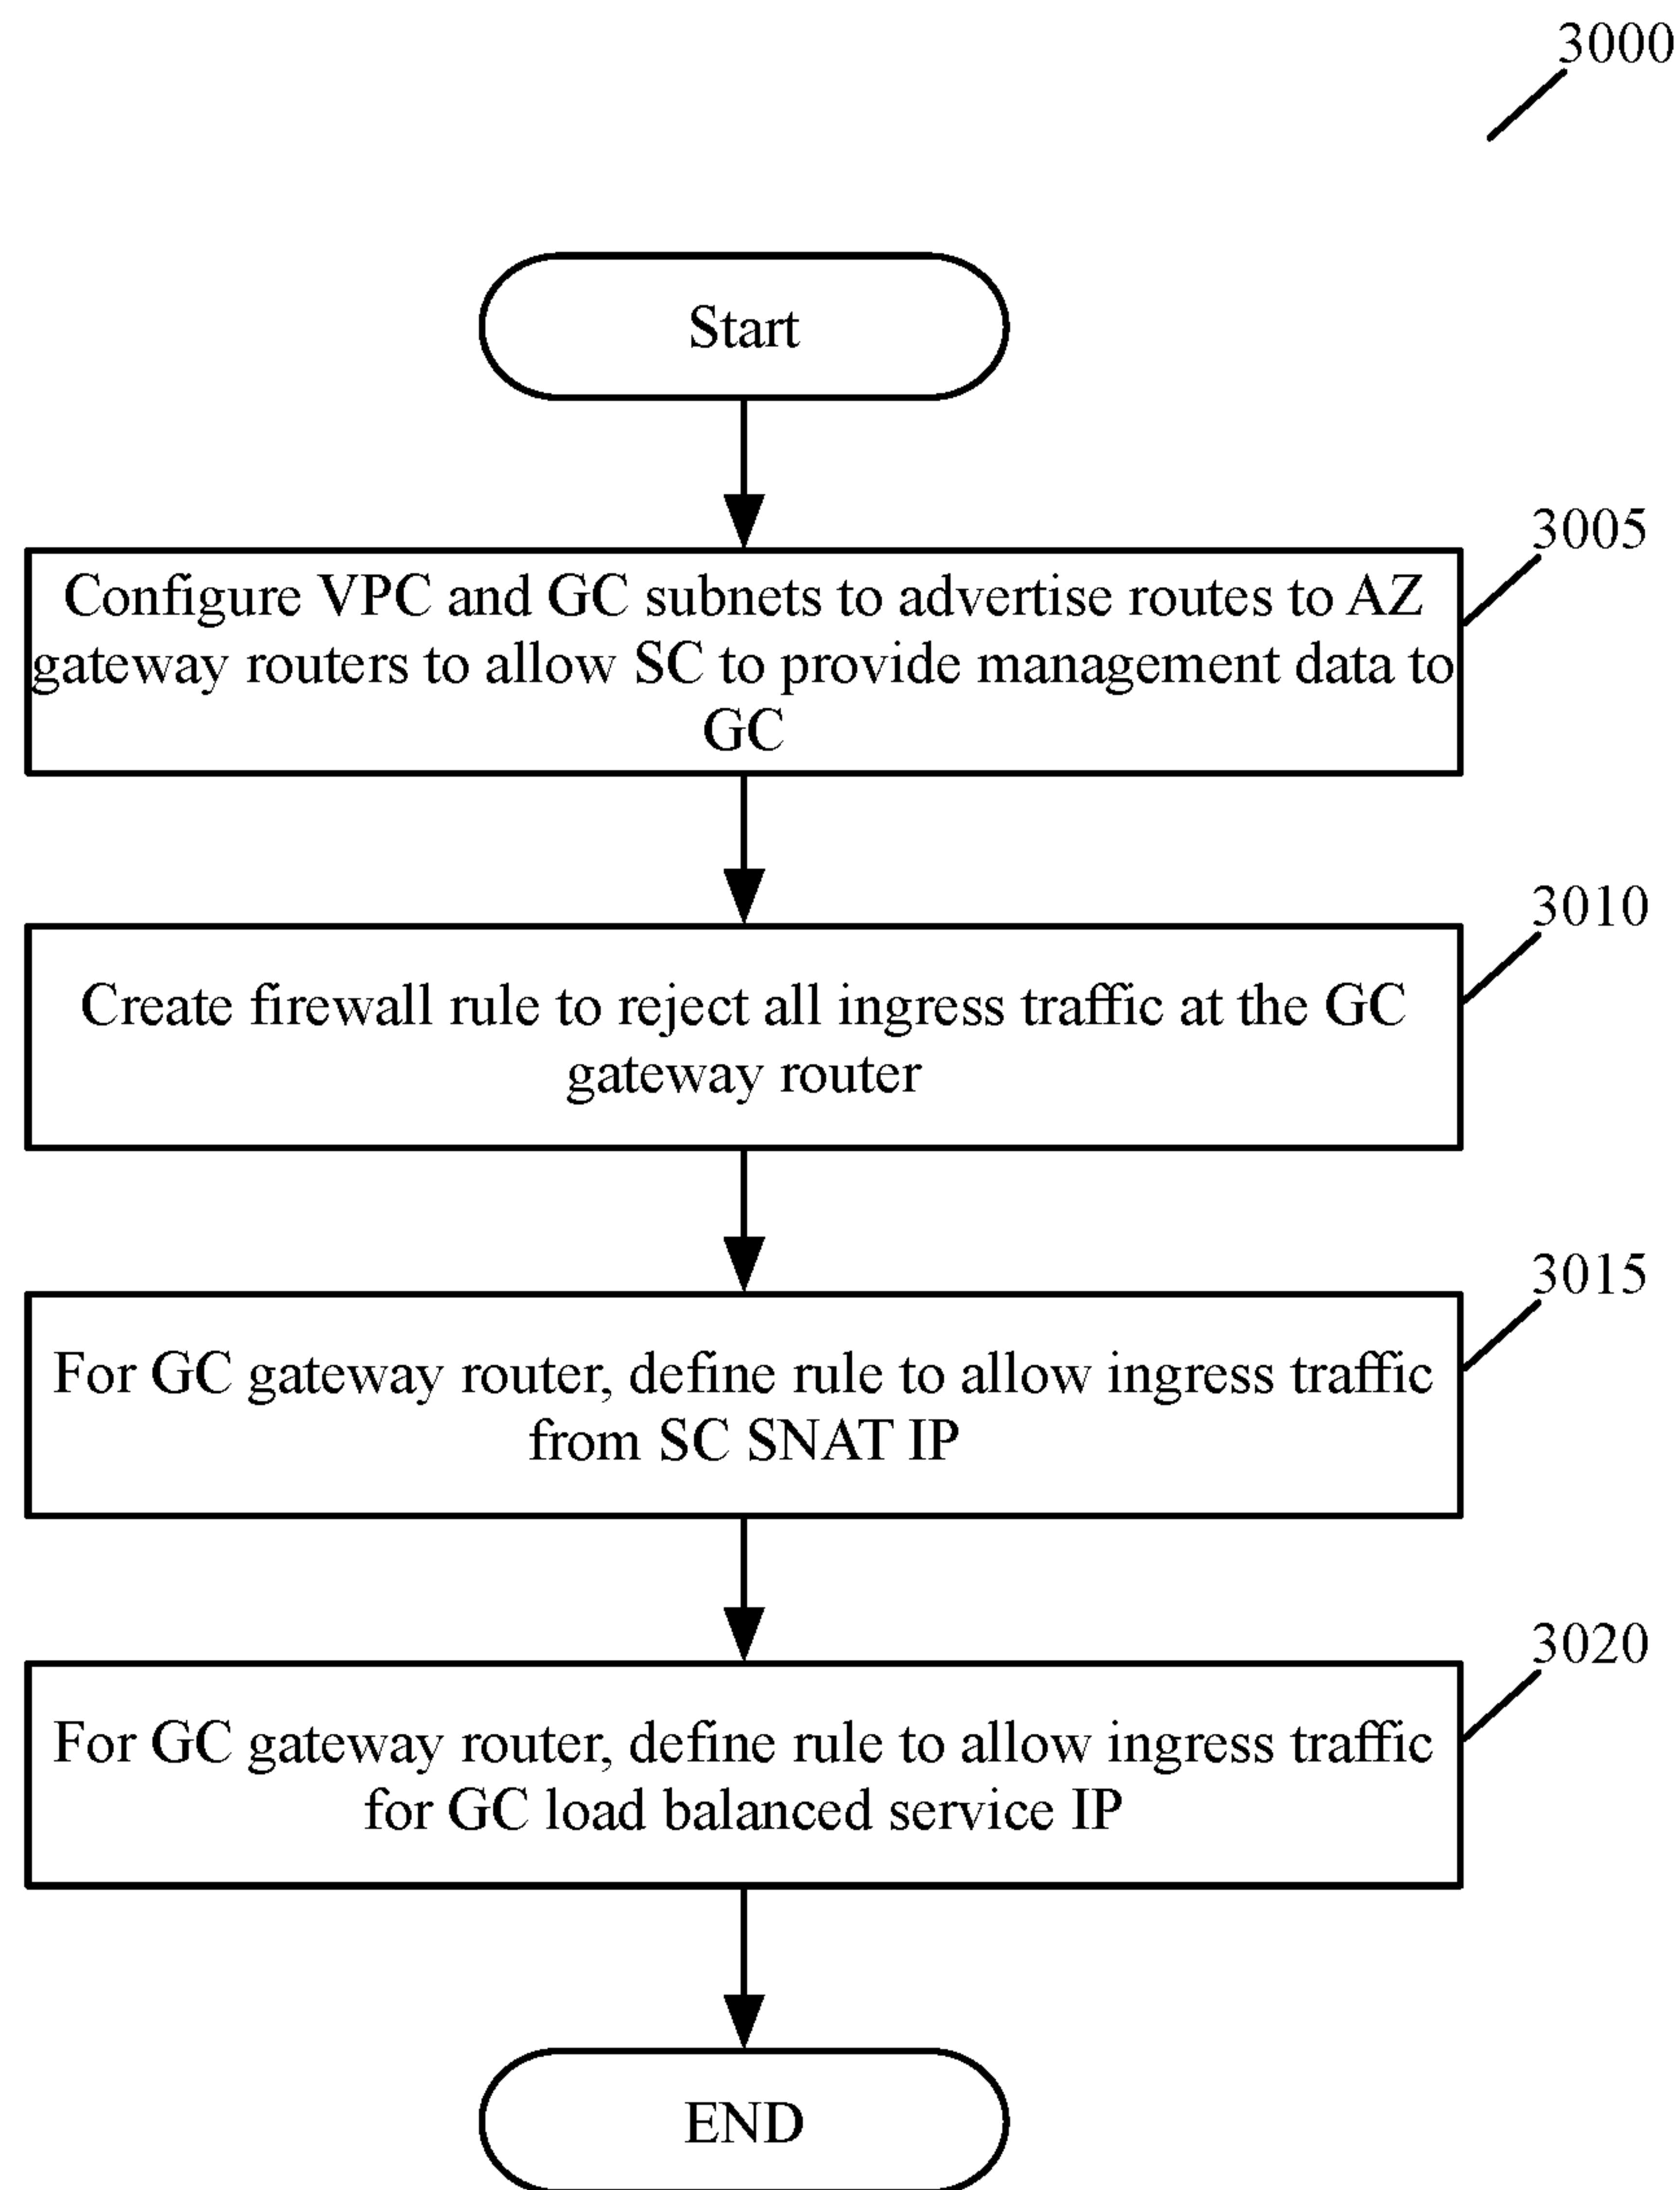 3000
Start
3005
Configure VPC and GC subnets to advertise routes to AZ
gateway routers to allow SC to provide management data to
GC
3010
Create firewall rule to reject all ingress traffic at the GC
gateway router
3015
For GC gateway router, define rule to allow ingress traffic
from SC SNAT IP
3020
For GC gateway router, define rule to allow ingress traffic
for GC load balanced service IP
END